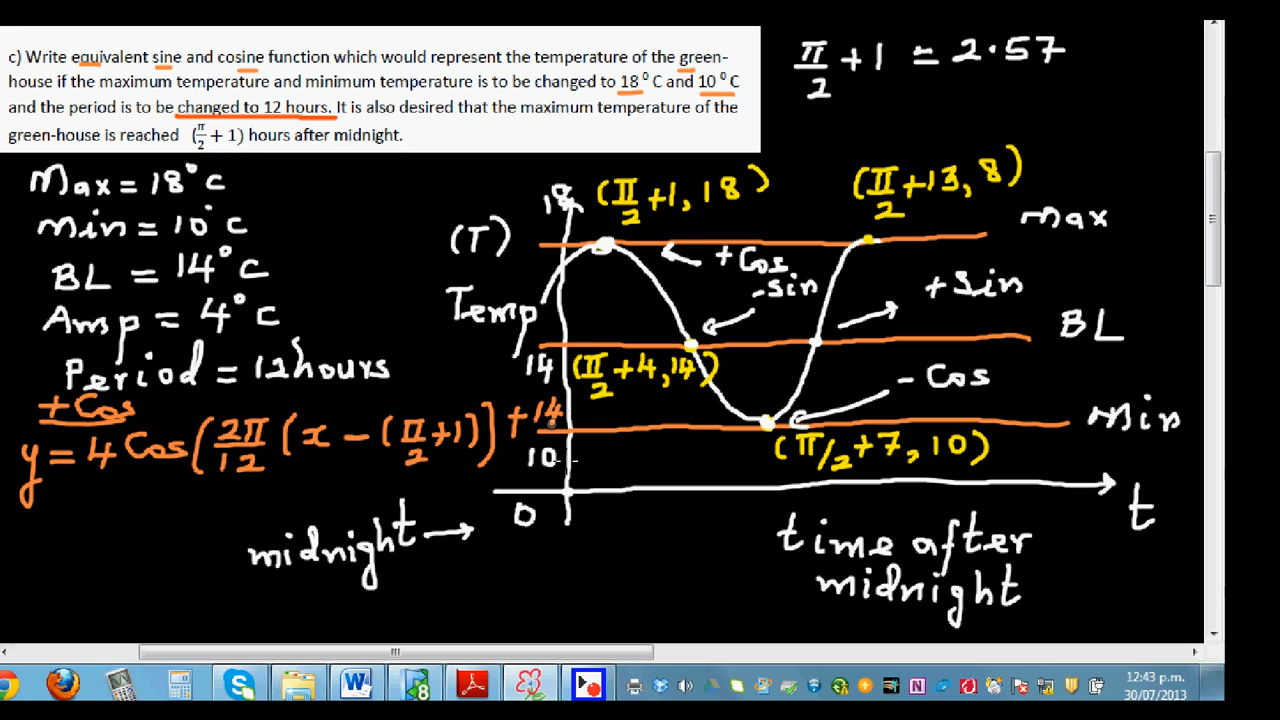 c) Write equivalent sine and cosine function which would represent the temperature of the green-
house if the maximum temperature and minimum temperature is to be changed to 18 ⁰ C and 10 ⁰ C
and the period is to be changed to 12 hours. It is also desired that the maximum temperature of the
green-house is reached (π/2 + 1) hours after midnight.
π/2 + 1 = 2.57
Max = 18°C
Min = 10°C
BL = 14°C
Amp = 4°C
Period = 12hours
+Cos
y = 4 Cos(2π/12 (x - (π/2+1)] + 14
18
(π/2+1, 18)
(π/2+13, 8)
Max
(T)
+Cos
-Sin
+Sin
Temp
BL
14
(π/2+4, 14)
-Cos
Min
10
(π/2+7, 10)
0
t
midnight→
time after
midnight
12:43 p.m.
30/07/2013